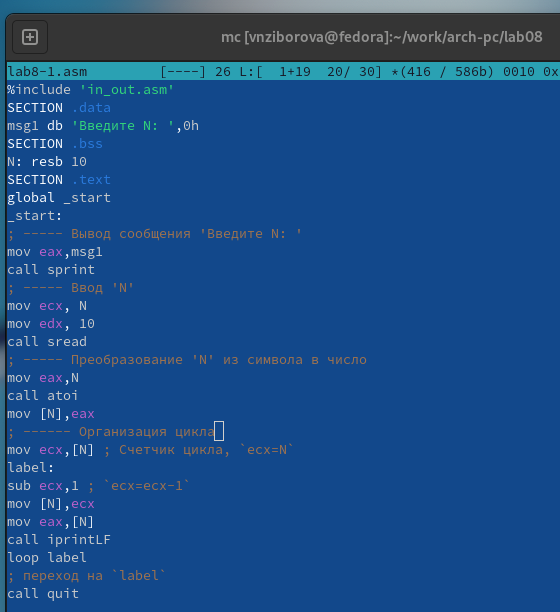 mc [vnziborova@fedora]:~/work/arch-pc/lab08
lab8-1.asm [----] 26 L:[ 1+19 20/ 30] *(416 / 586b) 0010 0x
%include 'in_out.asm'
SECTION .data
msg1 db 'Введите N: ',0h
SECTION .bss
N: resb 10
SECTION .text
global _start
_start:
; ----- Вывод сообщения 'Введите N: '
mov eax,msg1
call sprint
; ----- Ввод 'N'
mov ecx, N
mov edx, 10
call sread
; ----- Преобразование 'N' из символа в число
mov eax,N
call atoi
mov [N],eax
; ------ Организация цикла
mov ecx,[N] ; Счетчик цикла, `ecx=N`
label:
sub ecx,1 ; `ecx=ecx-1`
mov [N],ecx
mov eax,[N]
call iprintLF
loop label
; переход на `label`
call quit